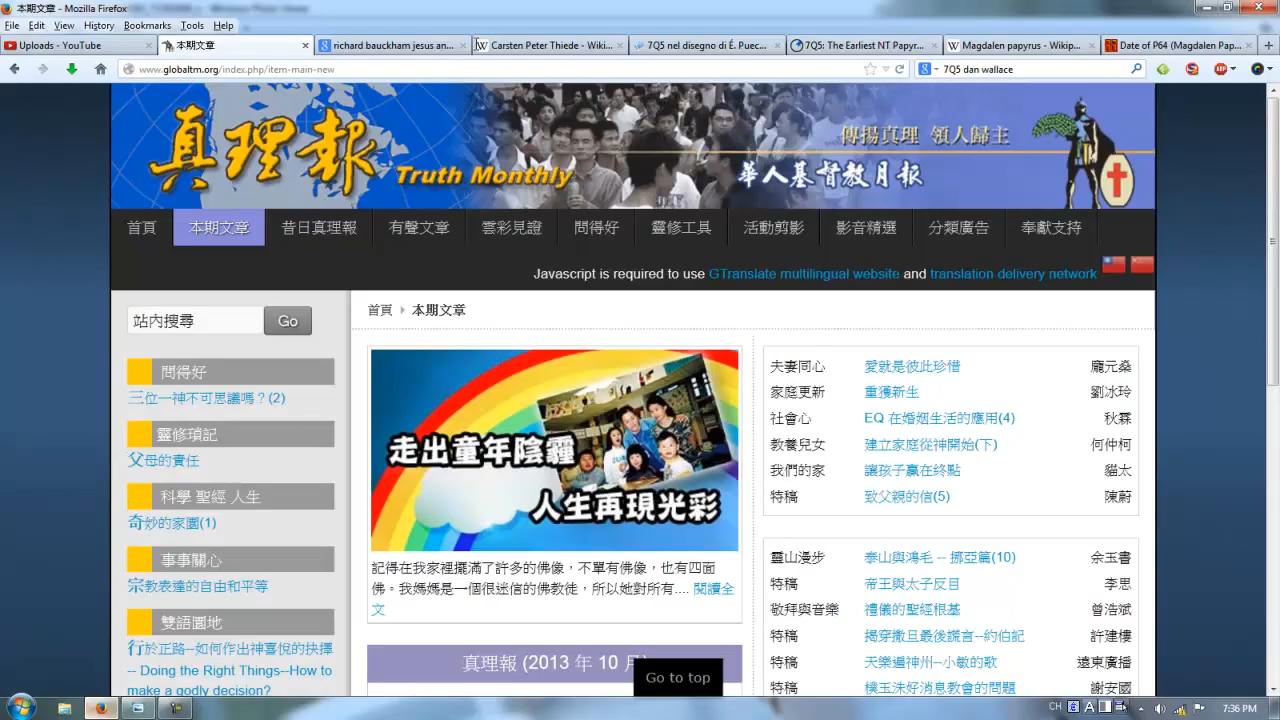 本期文章 - Mozilla Firefox
File Edit View History Bookmarks Tools Help
Uploads - YouTube
本期文章
richard bauckham jesus an...
Carsten Peter Thiede - Wiki...
7Q5 nel disegno di É. Puec...
7Q5: The Earliest NT Papyr...
Magdalen papyrus - Wikip...
Date of P64 (Magdalen Pap...
www.globaltm.org/index.php/item-main-new
7Q5 dan wallace
真理報 Truth Monthly
傳揚真理 領人歸主
華人基督教月報
首頁 本期文章 昔日真理報 有聲文章 雲彩見證 問得好 靈修工具 活動剪影 影音精選 分類廣告 奉獻支持
Javascript is required to use GTranslate multilingual website and translation delivery network
站內搜尋 Go
問得好
三位一神不可思議嗎？(2)
靈修瑣記
父母的責任
科學 聖經 人生
奇妙的家園(1)
事事關心
宗教表達的自由和平等
雙語園地
行於正路--如何作出神喜悅的抉擇
-- Doing the Right Things--How to
make a godly decision?
首頁 本期文章
走出童年陰霾
人生再現光彩
記得在我家裡擺滿了許多的佛像，不單有佛像，也有四面
佛。我媽媽是一個很迷信的佛教徒，所以她對所有.... 閱讀全
文
真理報 (2013 年 10 月)
Go to top
夫妻同心 愛就是彼此珍惜 龐元燊
家庭更新 重獲新生 劉冰玲
社會心 EQ 在婚姻生活的應用(4) 秋霖
教養兒女 建立家庭從神開始(下) 何仲柯
我們的家 讓孩子贏在終點 貓太
特稿 致父親的信(5) 陳蔚
靈山漫步 泰山與鴻毛 -- 挪亞篇(10) 余玉書
特稿 帝王與太子反目 李思
敬拜與音樂 禮儀的聖經根基 曾浩斌
特稿 揭穿撒旦最後謊言--約伯記 許建樓
特稿 天樂遍神州--小敏的歌 遠東廣播
特稿 樸玉洙好消息教會的問題 謝安國
CH
7:36 PM